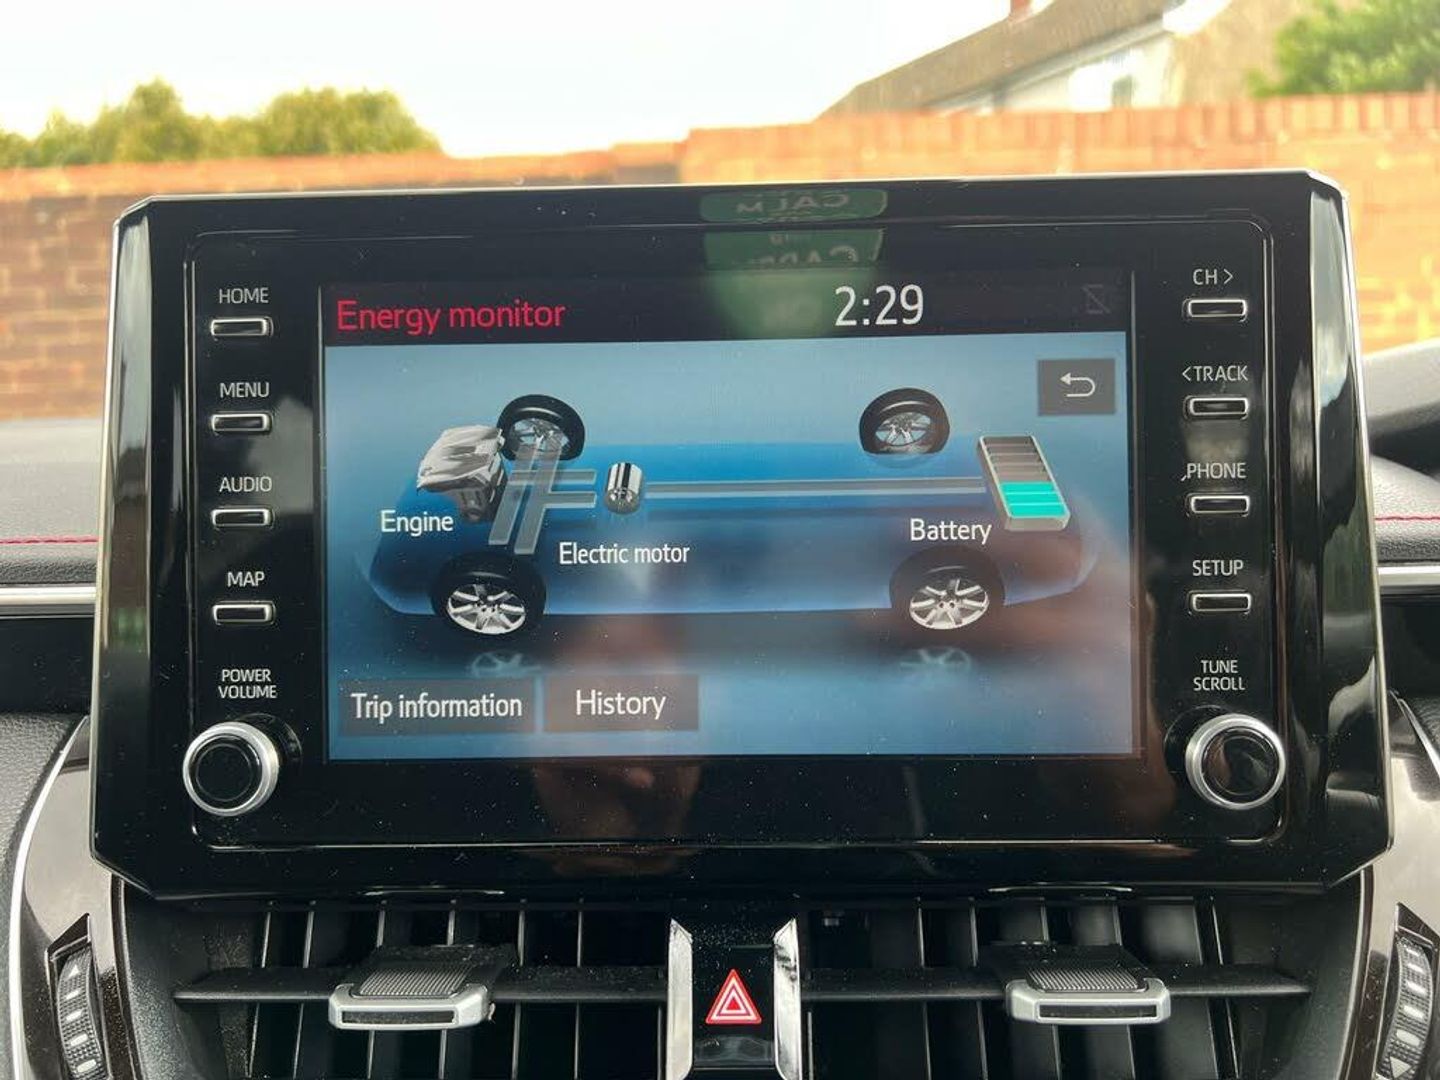 CALM
HOME
MENU
AUDIO
MAP
POWER
VOLUME
Energy monitor
2:29
Engine
Electric motor
Battery
Trip information
History
CH >
< TRACK
PHONE
SETUP
TUNE
SCROLL